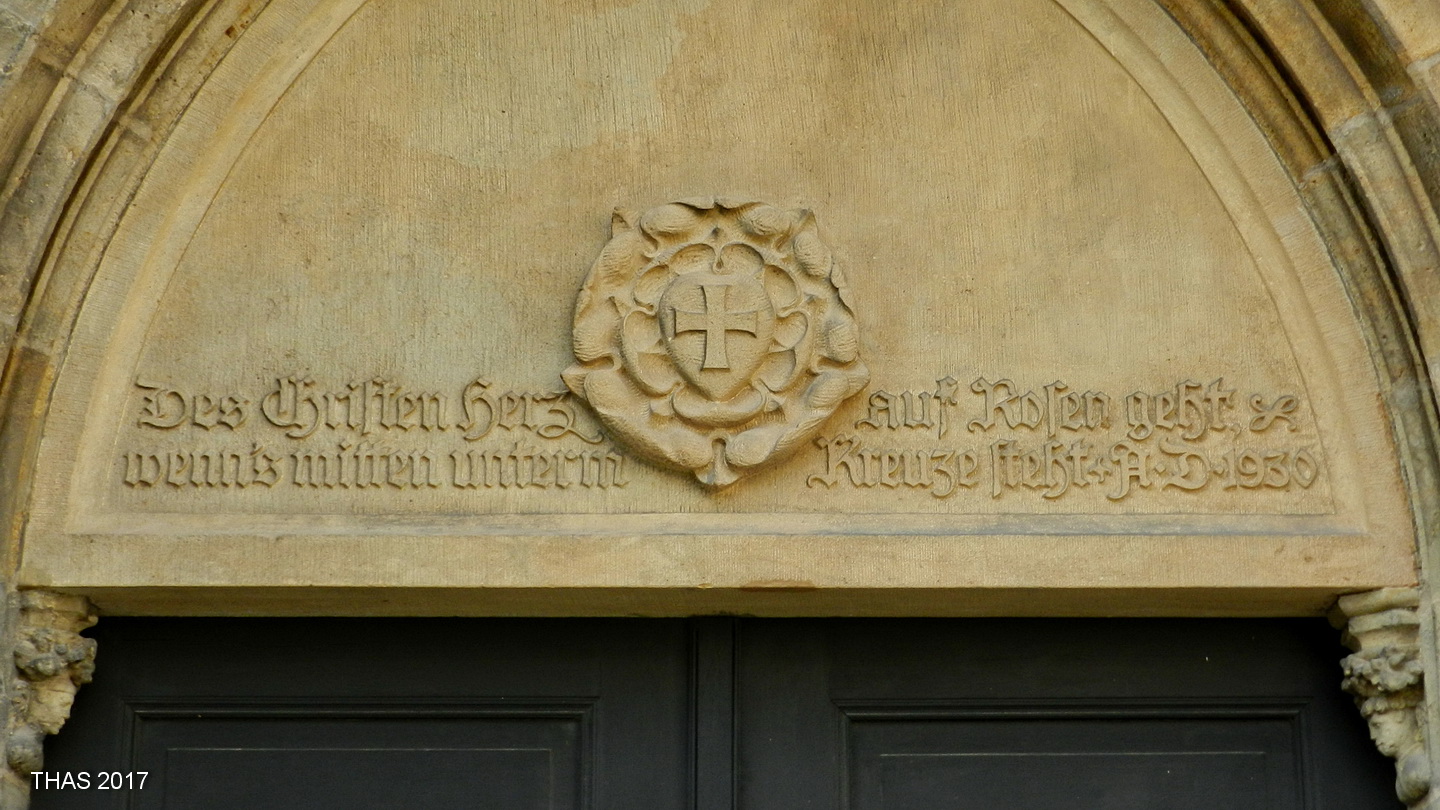 Des Christen Herz auf Rosen geht,
wenn's mitten unterm Kreuze steht · A · D · 1930
THAS 2017